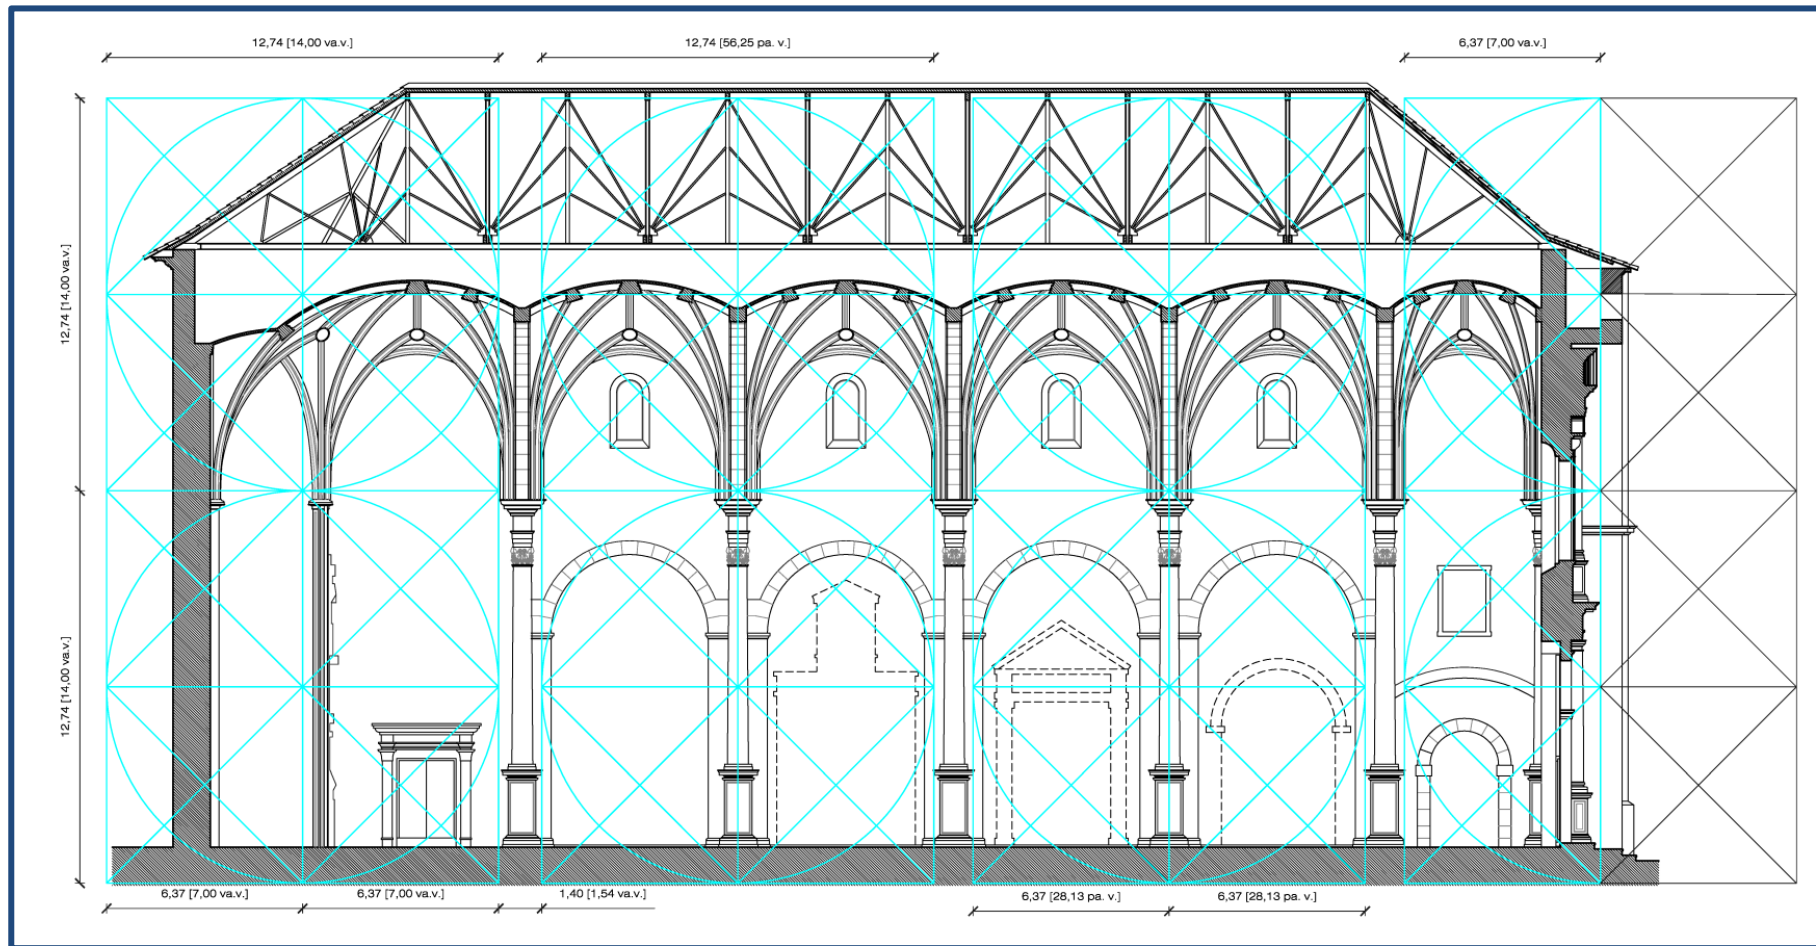 12,74 [14,00 va.v.]
12,74 [56,25 pa. v.]
6,37 [7,00 va.v.]
12,74 [14,00 va.v.]
12,74 [14,00 va.v.]
6,37 [7,00 va.v.]
6,37 [7,00 va.v.]
1,40 [1,54 va.v.]
6,37 [28,13 pa. v.]
6,37 [28,13 pa. v.]